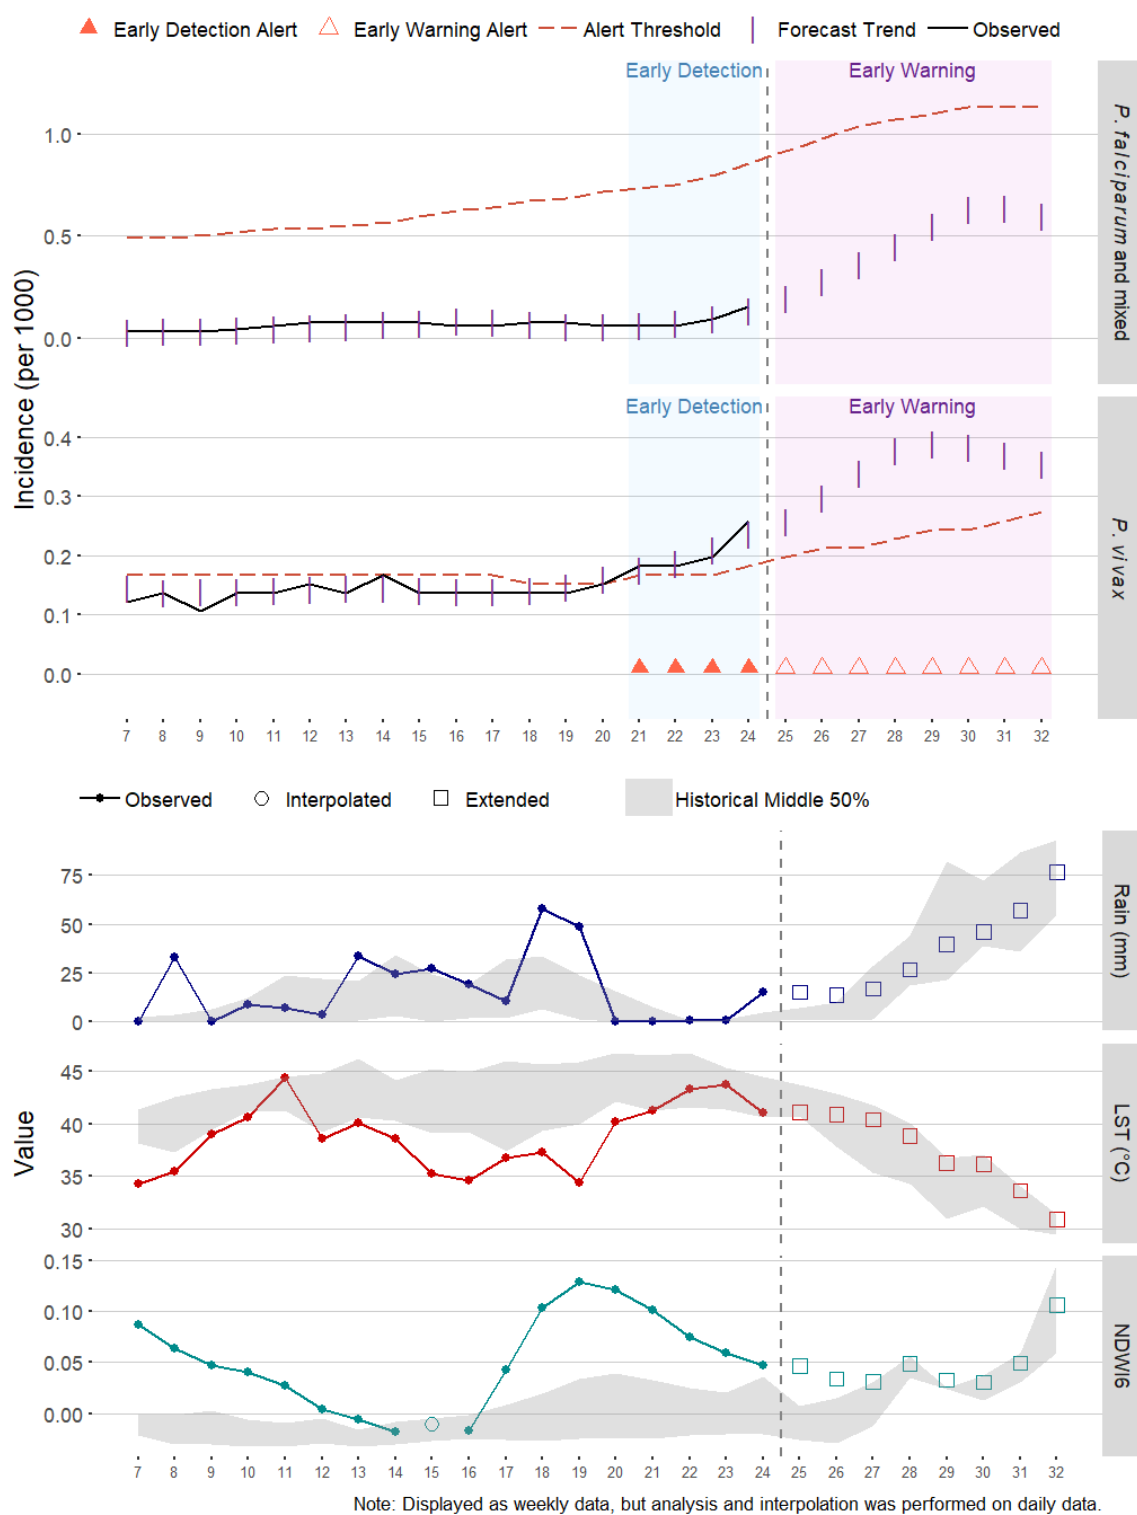 Early Detection Alert Early Warning Alert Alert Threshold Forecast Trend Observed
Early Detection Early Warning
1.0
0.5
0.0
P. falciparum and mixed
Incidence (per 1000)
Early Detection Early Warning
0.4
0.3
0.2
0.1
0.0
P. vivax
7 8 9 10 11 12 13 14 15 16 17 18 19 20 21 22 23 24 25 26 27 28 29 30 31 32
Observed Interpolated Extended Historical Middle 50%
75
50
25
0
Rain (mm)
Value
45
40
35
30
LST (°C)
0.15
0.10
0.05
0.00
NDWI6
7 8 9 10 11 12 13 14 15 16 17 18 19 20 21 22 23 24 25 26 27 28 29 30 31 32
Note: Displayed as weekly data, but analysis and interpolation was performed on daily data.